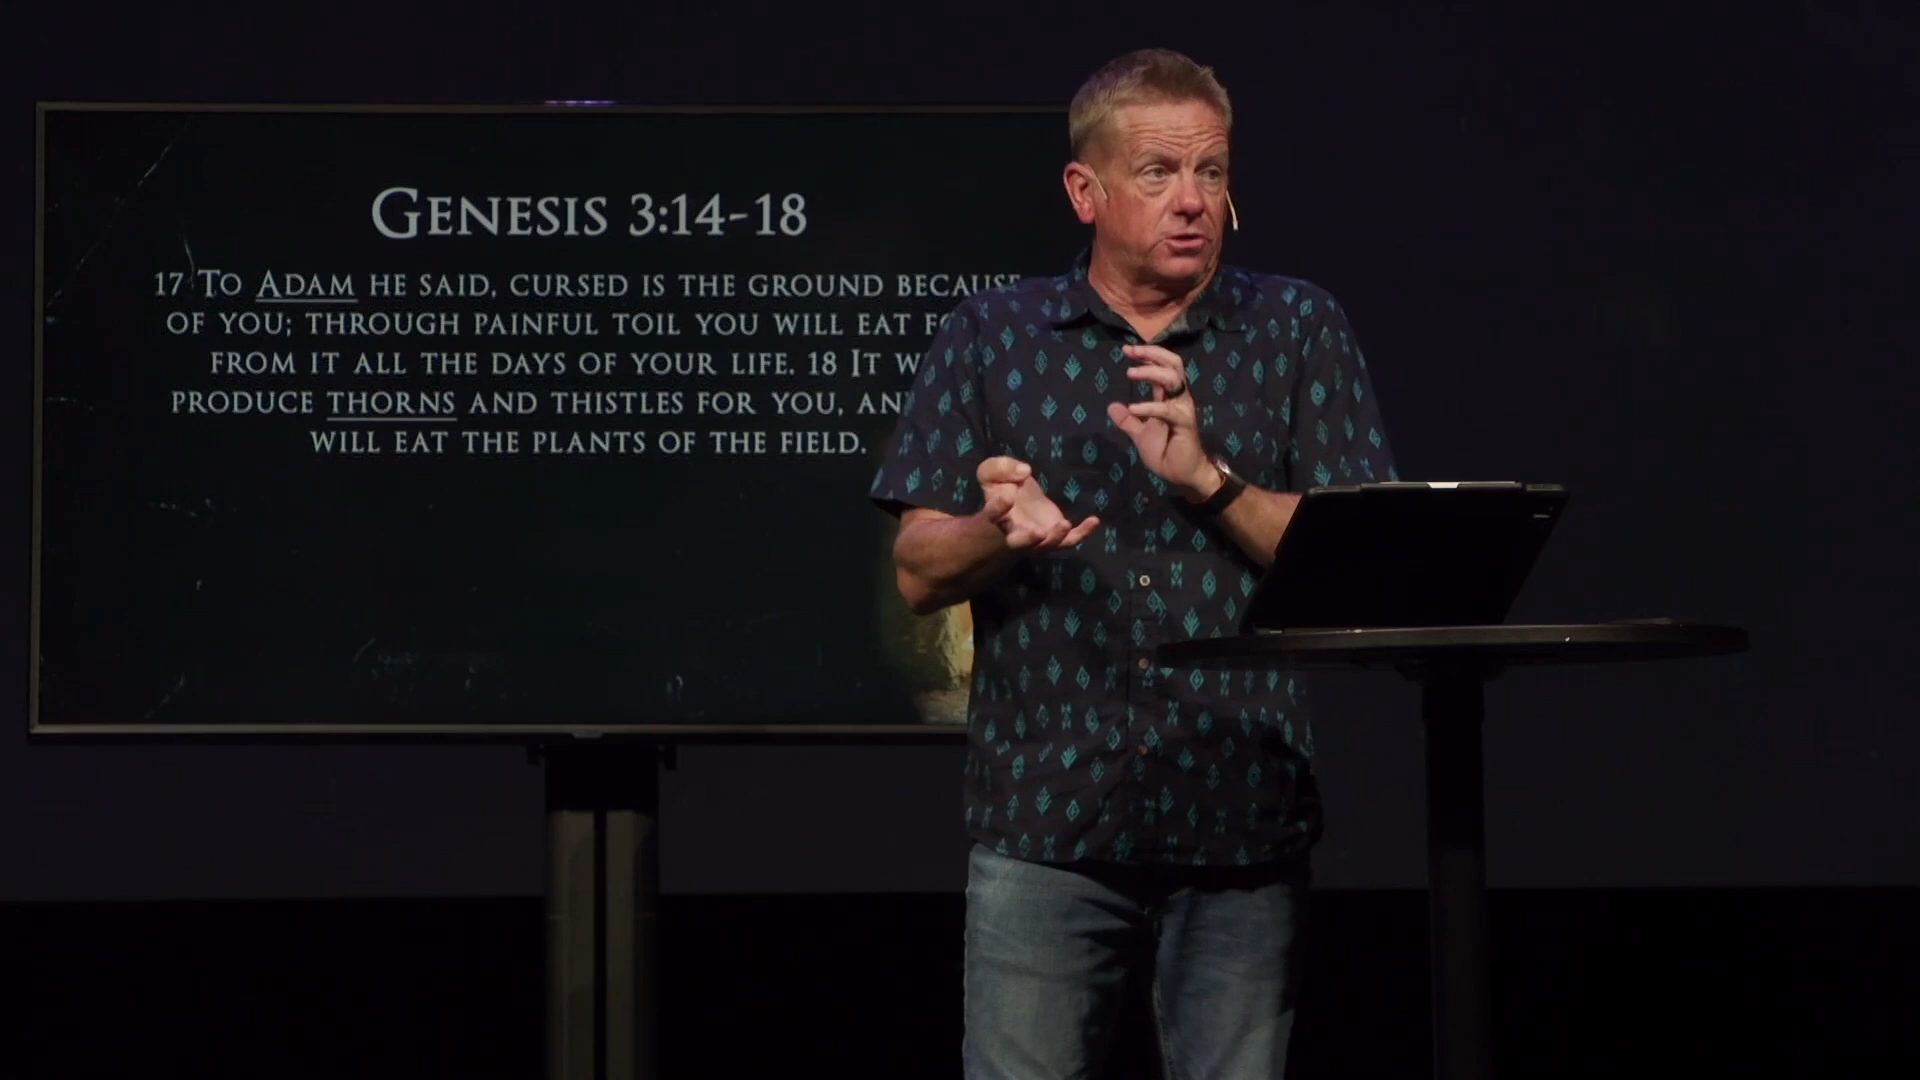 GENESIS 3:14-18
17 TO ADAM HE SAID, CURSED IS THE GROUND BECAUSE
OF YOU; THROUGH PAINFUL TOIL YOU WILL EAT
FROM IT ALL THE DAYS OF YOUR LIFE. 18 IT
PRODUCE THORNS AND THISTLES FOR YOU,
WILL EAT THE PLANTS OF THE FIELD.